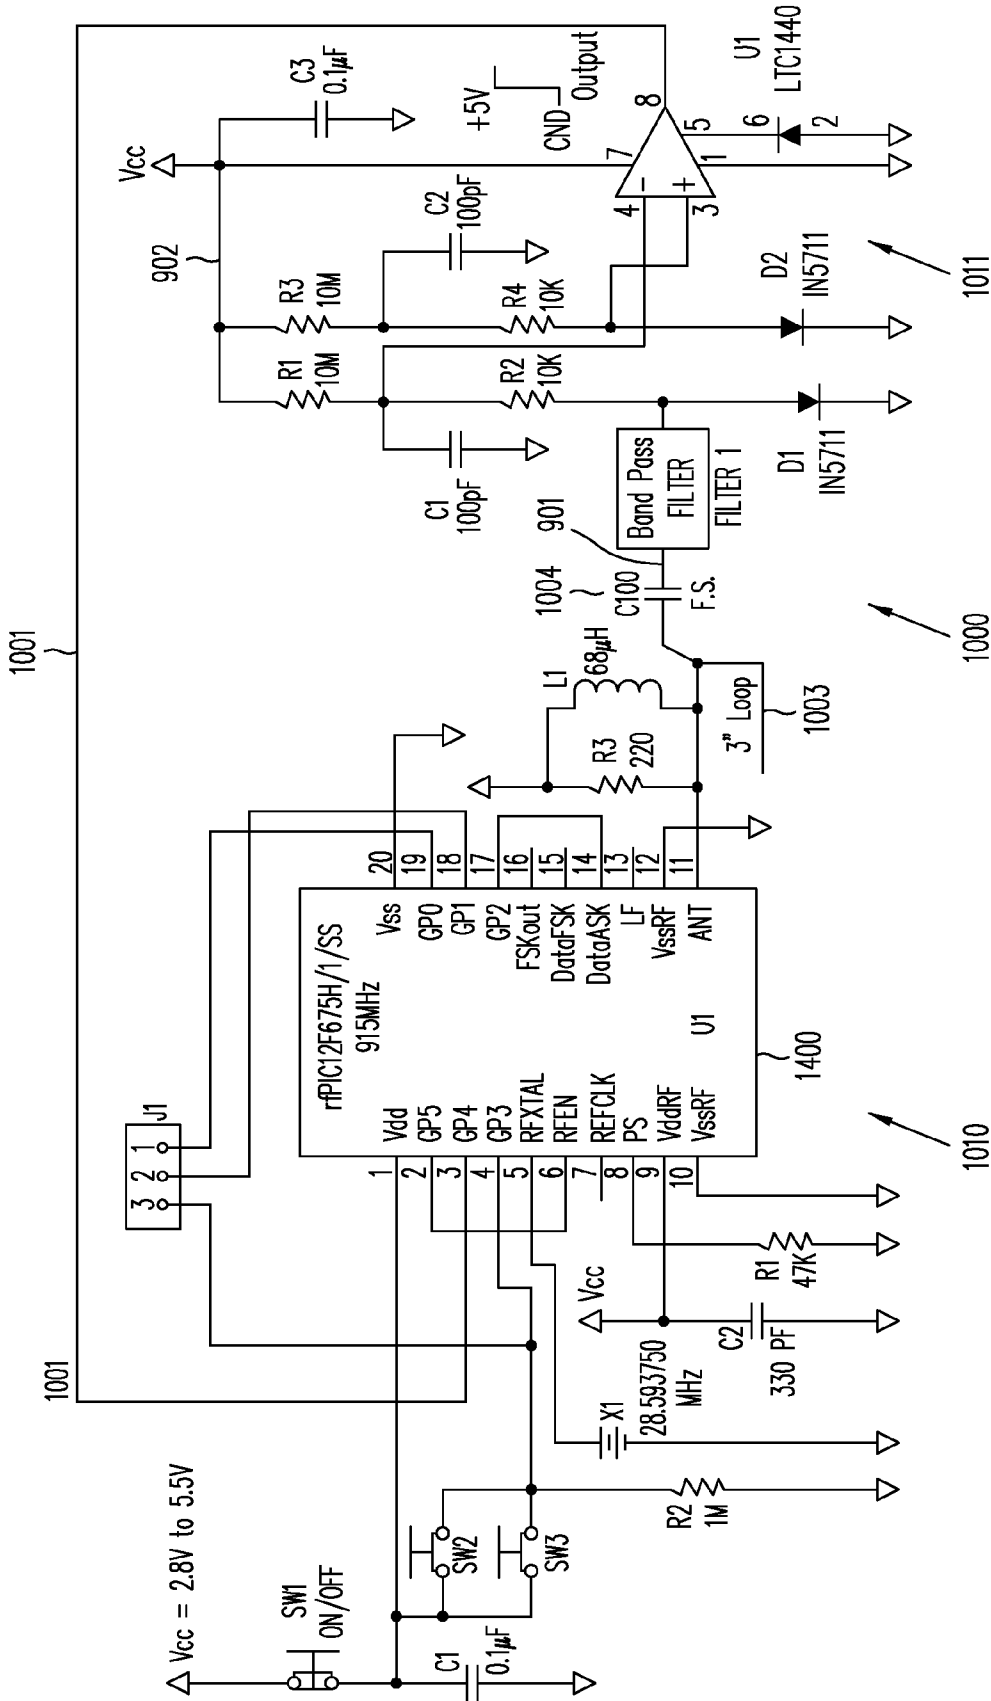 Vcc = 2.8V to 5.5V
SW1
ON/OFF
C1
0.1µF
SW2
SW3
R2
1M
X1
28.593750
MHz
Vcc
C2
330 PF
R1
47K
1001
J1
3
2
1
rfPIC12F675H/1/SS
915MHz
1 Vdd
2 GP5
3 GP4
4 GP3
5 RFXTAL
6 RFEN
7 REFCLK
8 PS
9 VddRF
10 VssRF
Vss 20
GP0 19
GP1 18
GP2 17
FSKout 16
DataFSK 15
DataASK 14
LF 13
VssRF 12
ANT 11
U1
1400
1010
R3
220
L1
68µH
3" Loop
1003
1004
C100
F.S.
901
Band Pass
FILTER
FILTER 1
1000
1001
C1
100pF
R1
10M
R2
10K
D1
IN5711
902
R3
10M
R4
10K
C2
100pF
D2
IN5711
Vcc
C3
0.1µF
+5V
CND
Output
4
-
3
+
7
8
1
5
6
2
U1
LTC1440
1011